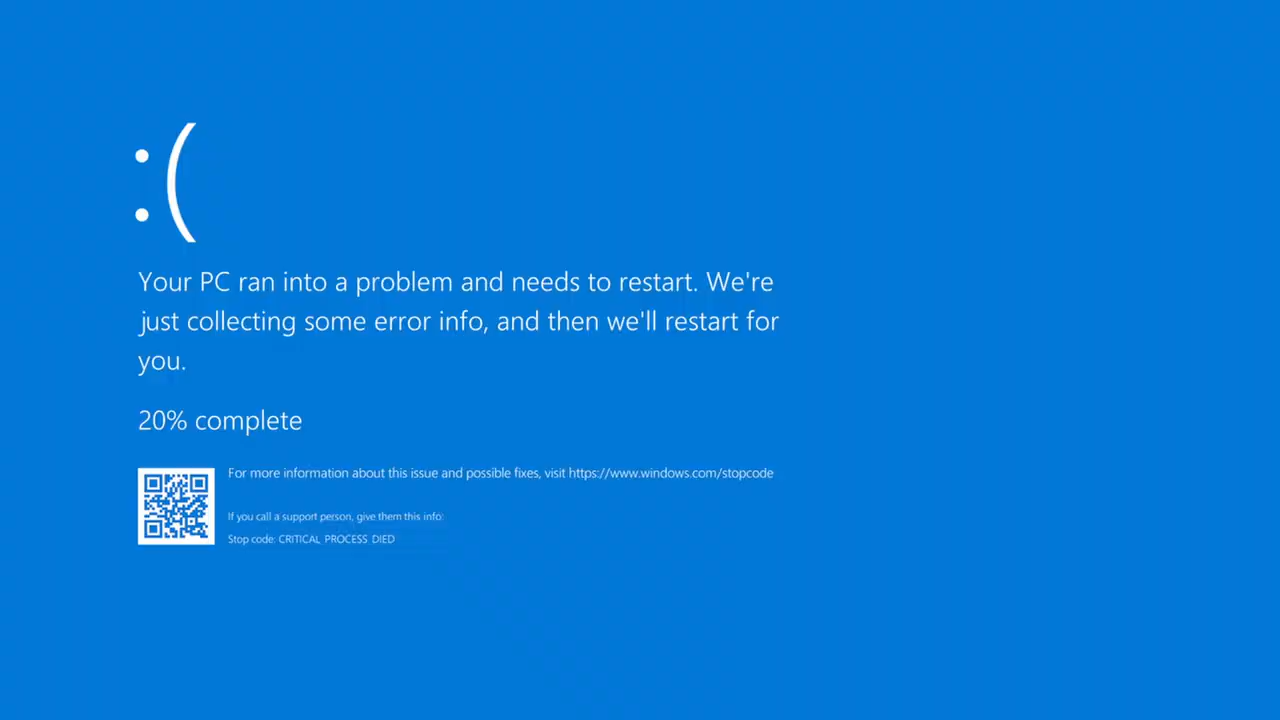 :(
Your PC ran into a problem and needs to restart. We're
just collecting some error info, and then we'll restart for
you.
20% complete
For more information about this issue and possible fixes, visit https://www.windows.com/stopcode
If you call a support person, give them this info:
Stop code: CRITICAL_PROCESS_DIED